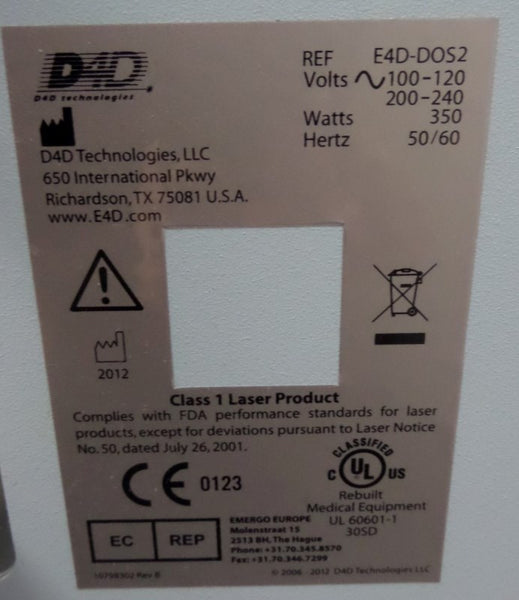 D4D
D4D technologies
REF E4D-DOS2
Volts 100-120
200-240
Watts 350
Hertz 50/60
D4D Technologies, LLC
650 International Pkwy
Richardson, TX 75081 U.S.A.
www.E4D.com
2012
Class 1 Laser Product
Complies with FDA performance standards for laser
products, except for deviations pursuant to Laser Notice
No. 50, dated July 26, 2001.
CE 0123
CLASSIFIED
C UL US
Rebuilt
Medical Equipment
UL 60601-1
30SD
EC REP
EMERGO EUROPE
Molenstraat 15
2513 BH, The Hague
Phone: +31.70.345.8570
Fax: +31.70.346.7299
10798302 Rev B
© 2006 - 2012 D4D Technologies LLC